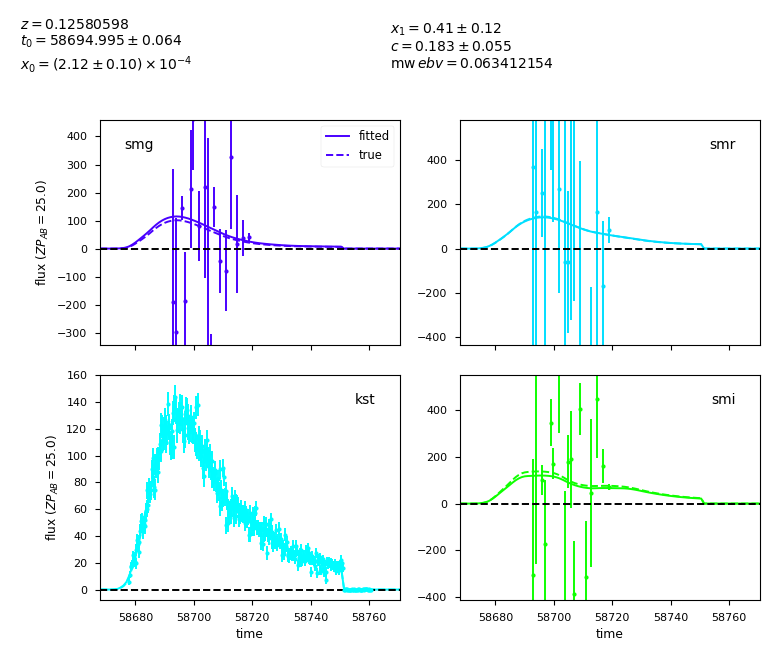 z = 0.12580598
t₀ = 58694.995 ± 0.064
x₀ = (2.12 ± 0.10) × 10⁻⁴
x₁ = 0.41 ± 0.12
c = 0.183 ± 0.055
mw ebv = 0.063412154
smg
fitted
true
400
300
200
100
0
−100
−200
−300
flux (ZP_AB = 25.0)
smr
400
200
0
−200
−400
kst
160
140
120
100
80
60
40
20
0
flux (ZP_AB = 25.0)
58680 58700 58720 58740 58760
time
smi
400
200
0
−200
−400
58680 58700 58720 58740 58760
time